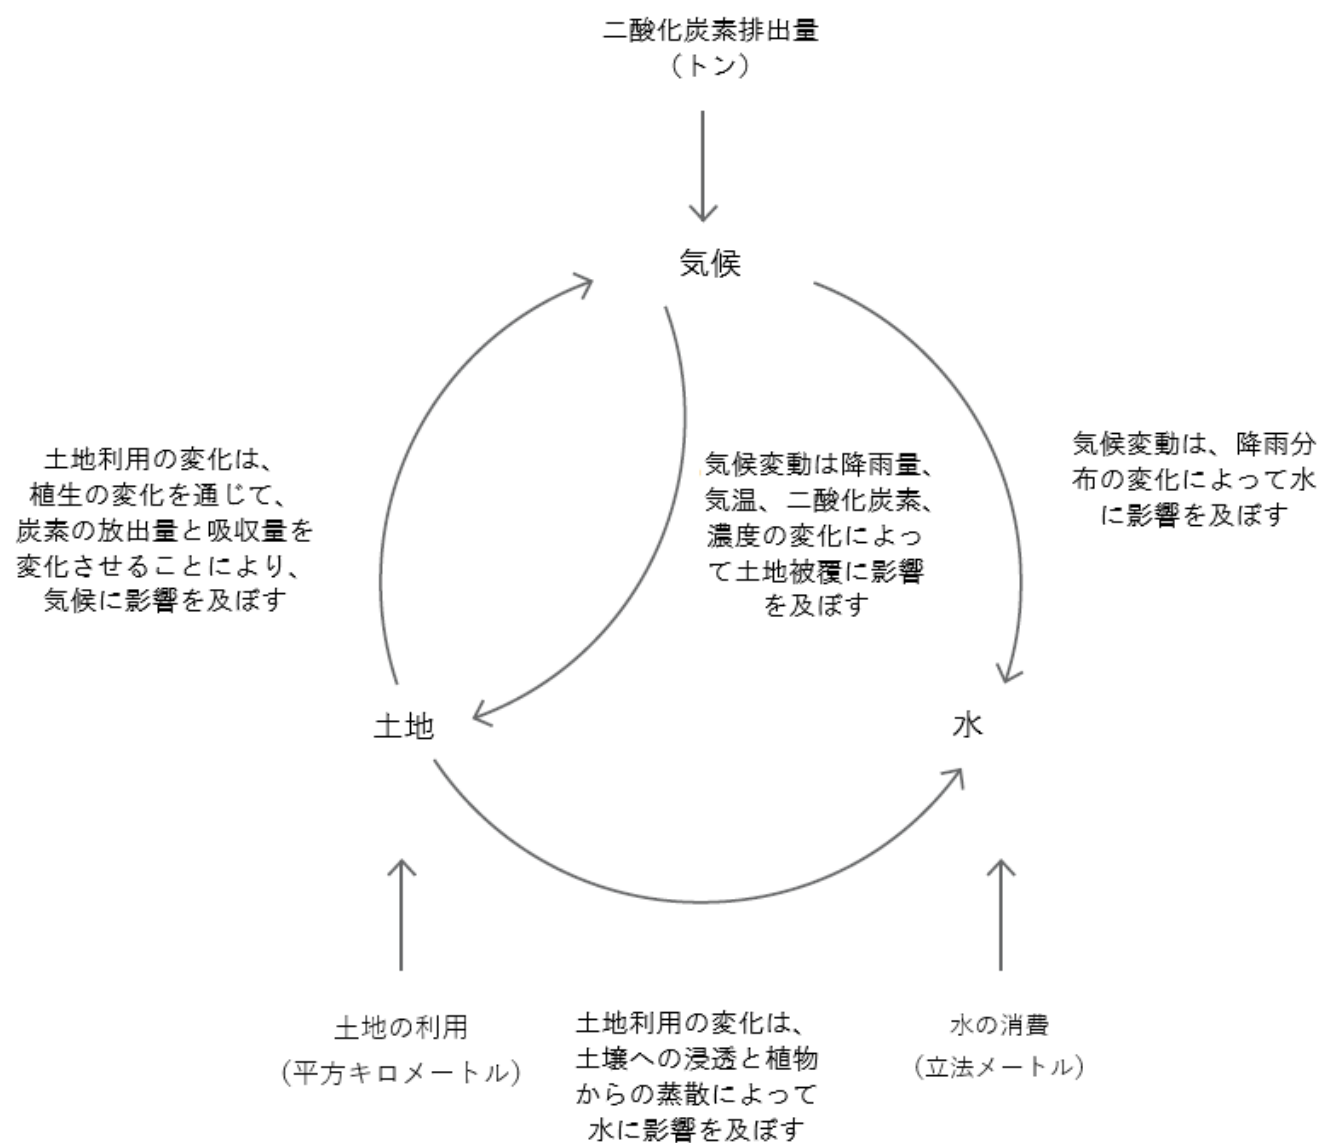 二酸化炭素排出量
（トン）
気候
土地利用の変化は、
植生の変化を通じて、
炭素の放出量と吸収量を
変化させることにより、
気候に影響を及ぼす
気候変動は降雨量、
気温、二酸化炭素、
濃度の変化によっ
て土地被覆に影響
を及ぼす
気候変動は、降雨分
布の変化によって水
に影響を及ぼす
土地
水
土地の利用
（平方キロメートル）
土地利用の変化は、
土壌への浸透と植物
からの蒸散によって
水に影響を及ぼす
水の消費
（立法メートル）